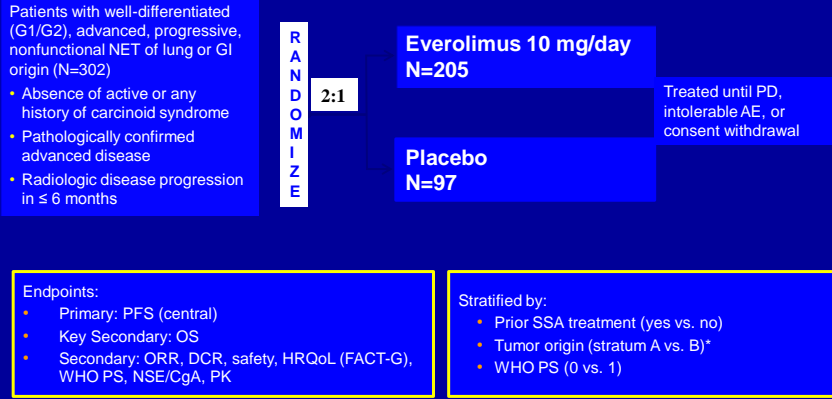 Patients with well-differentiated
(G1/G2), advanced, progressive,
nonfunctional NET of lung or GI
origin (N=302)
• Absence of active or any
history of carcinoid syndrome
• Pathologically confirmed
advanced disease
• Radiologic disease progression
in ≤ 6 months
R
A
N
D
O
M
I
Z
E
2:1
Everolimus 10 mg/day
N=205
Placebo
N=97
Treated until PD,
intolerable AE, or
consent withdrawal
Endpoints:
• Primary: PFS (central)
• Key Secondary: OS
• Secondary: ORR, DCR, safety, HRQoL (FACT-G),
WHO PS, NSE/CgA, PK
Stratified by:
• Prior SSA treatment (yes vs. no)
• Tumor origin (stratum A vs. B)*
• WHO PS (0 vs. 1)